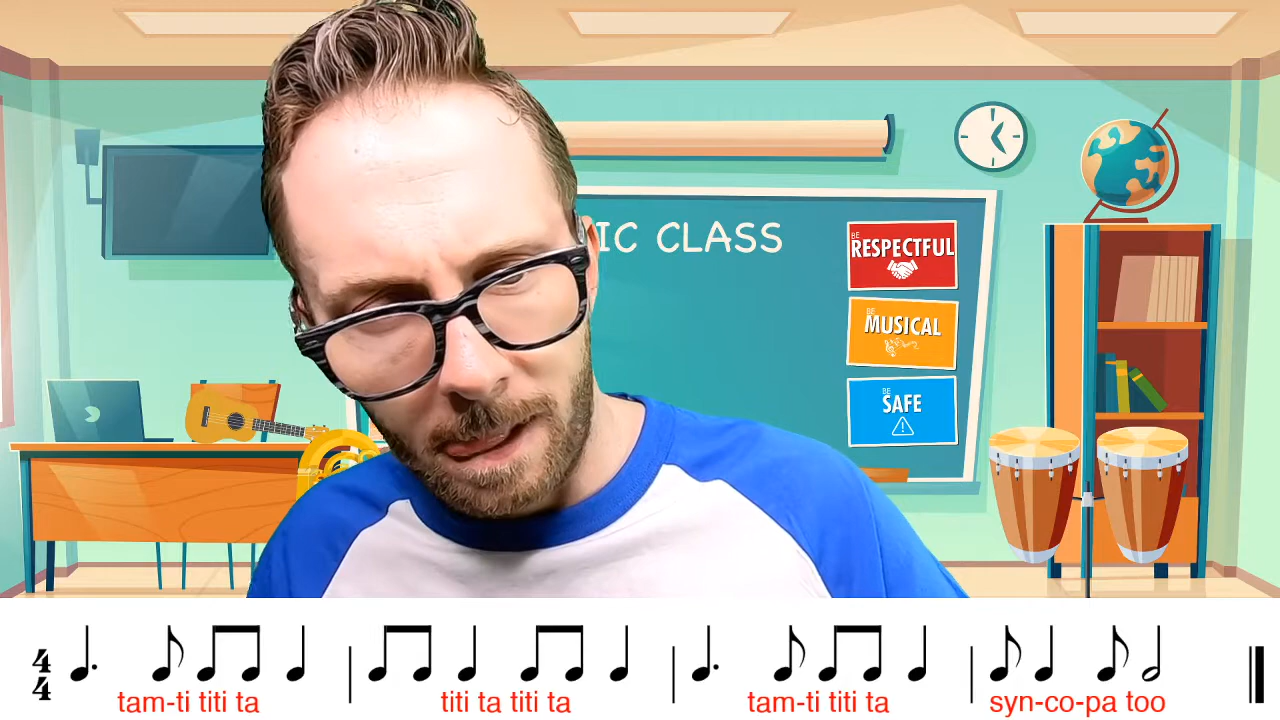 IC CLASS
BE
RESPECTFUL
BE
MUSICAL
BE
SAFE
4
4
tam-ti titi ta titi ta titi ta tam-ti titi ta syn-co-pa too